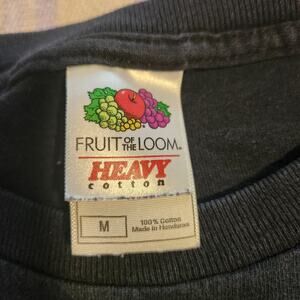 FRUIT OF THE LOOM
HEAVY
cotton
M
100% Cotton
Made in Honduras